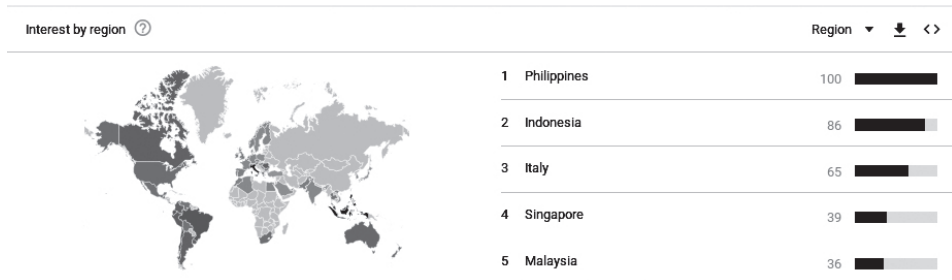 Interest by region ?
Region
1 Philippines 100
2 Indonesia 86
3 Italy 65
4 Singapore 39
5 Malaysia 36